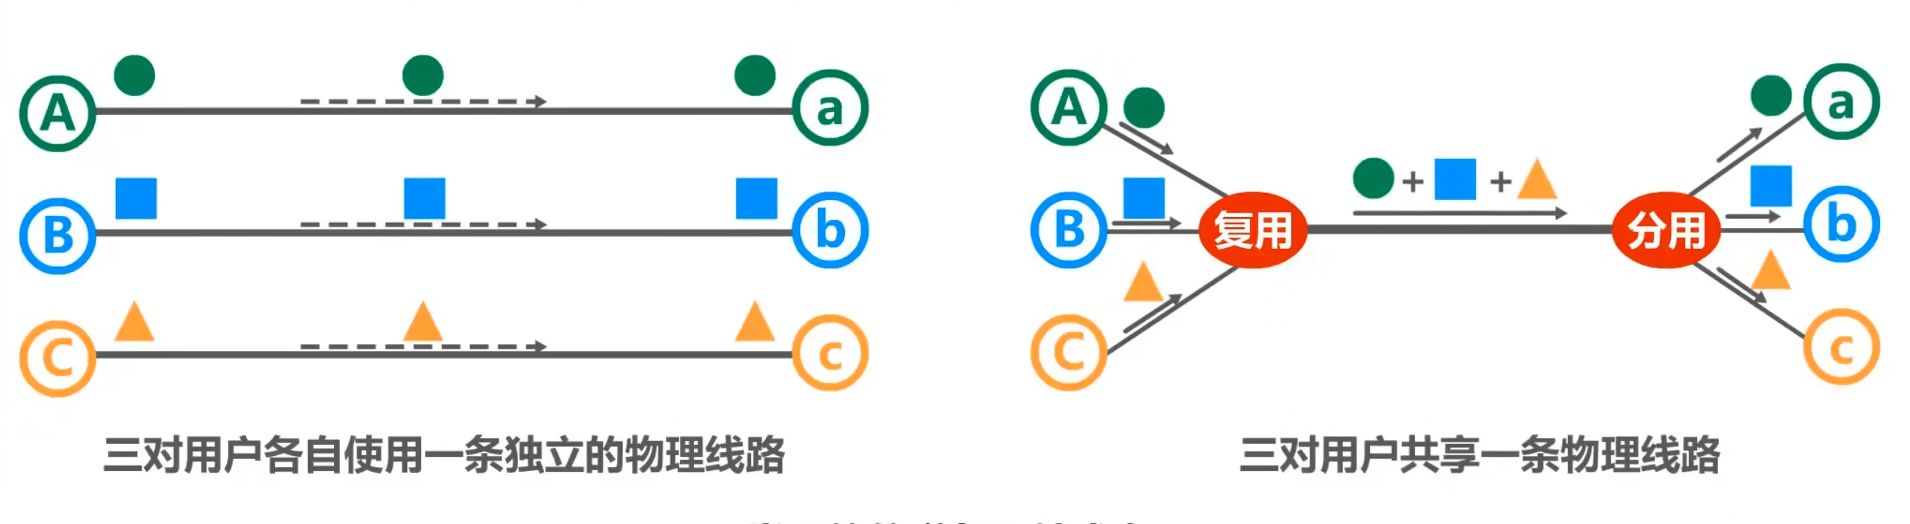 A a
B b
C c
三对用户各自使用一条独立的物理线路
A a
+ +
B 复用 分用 b
C c
三对用户共享一条物理线路